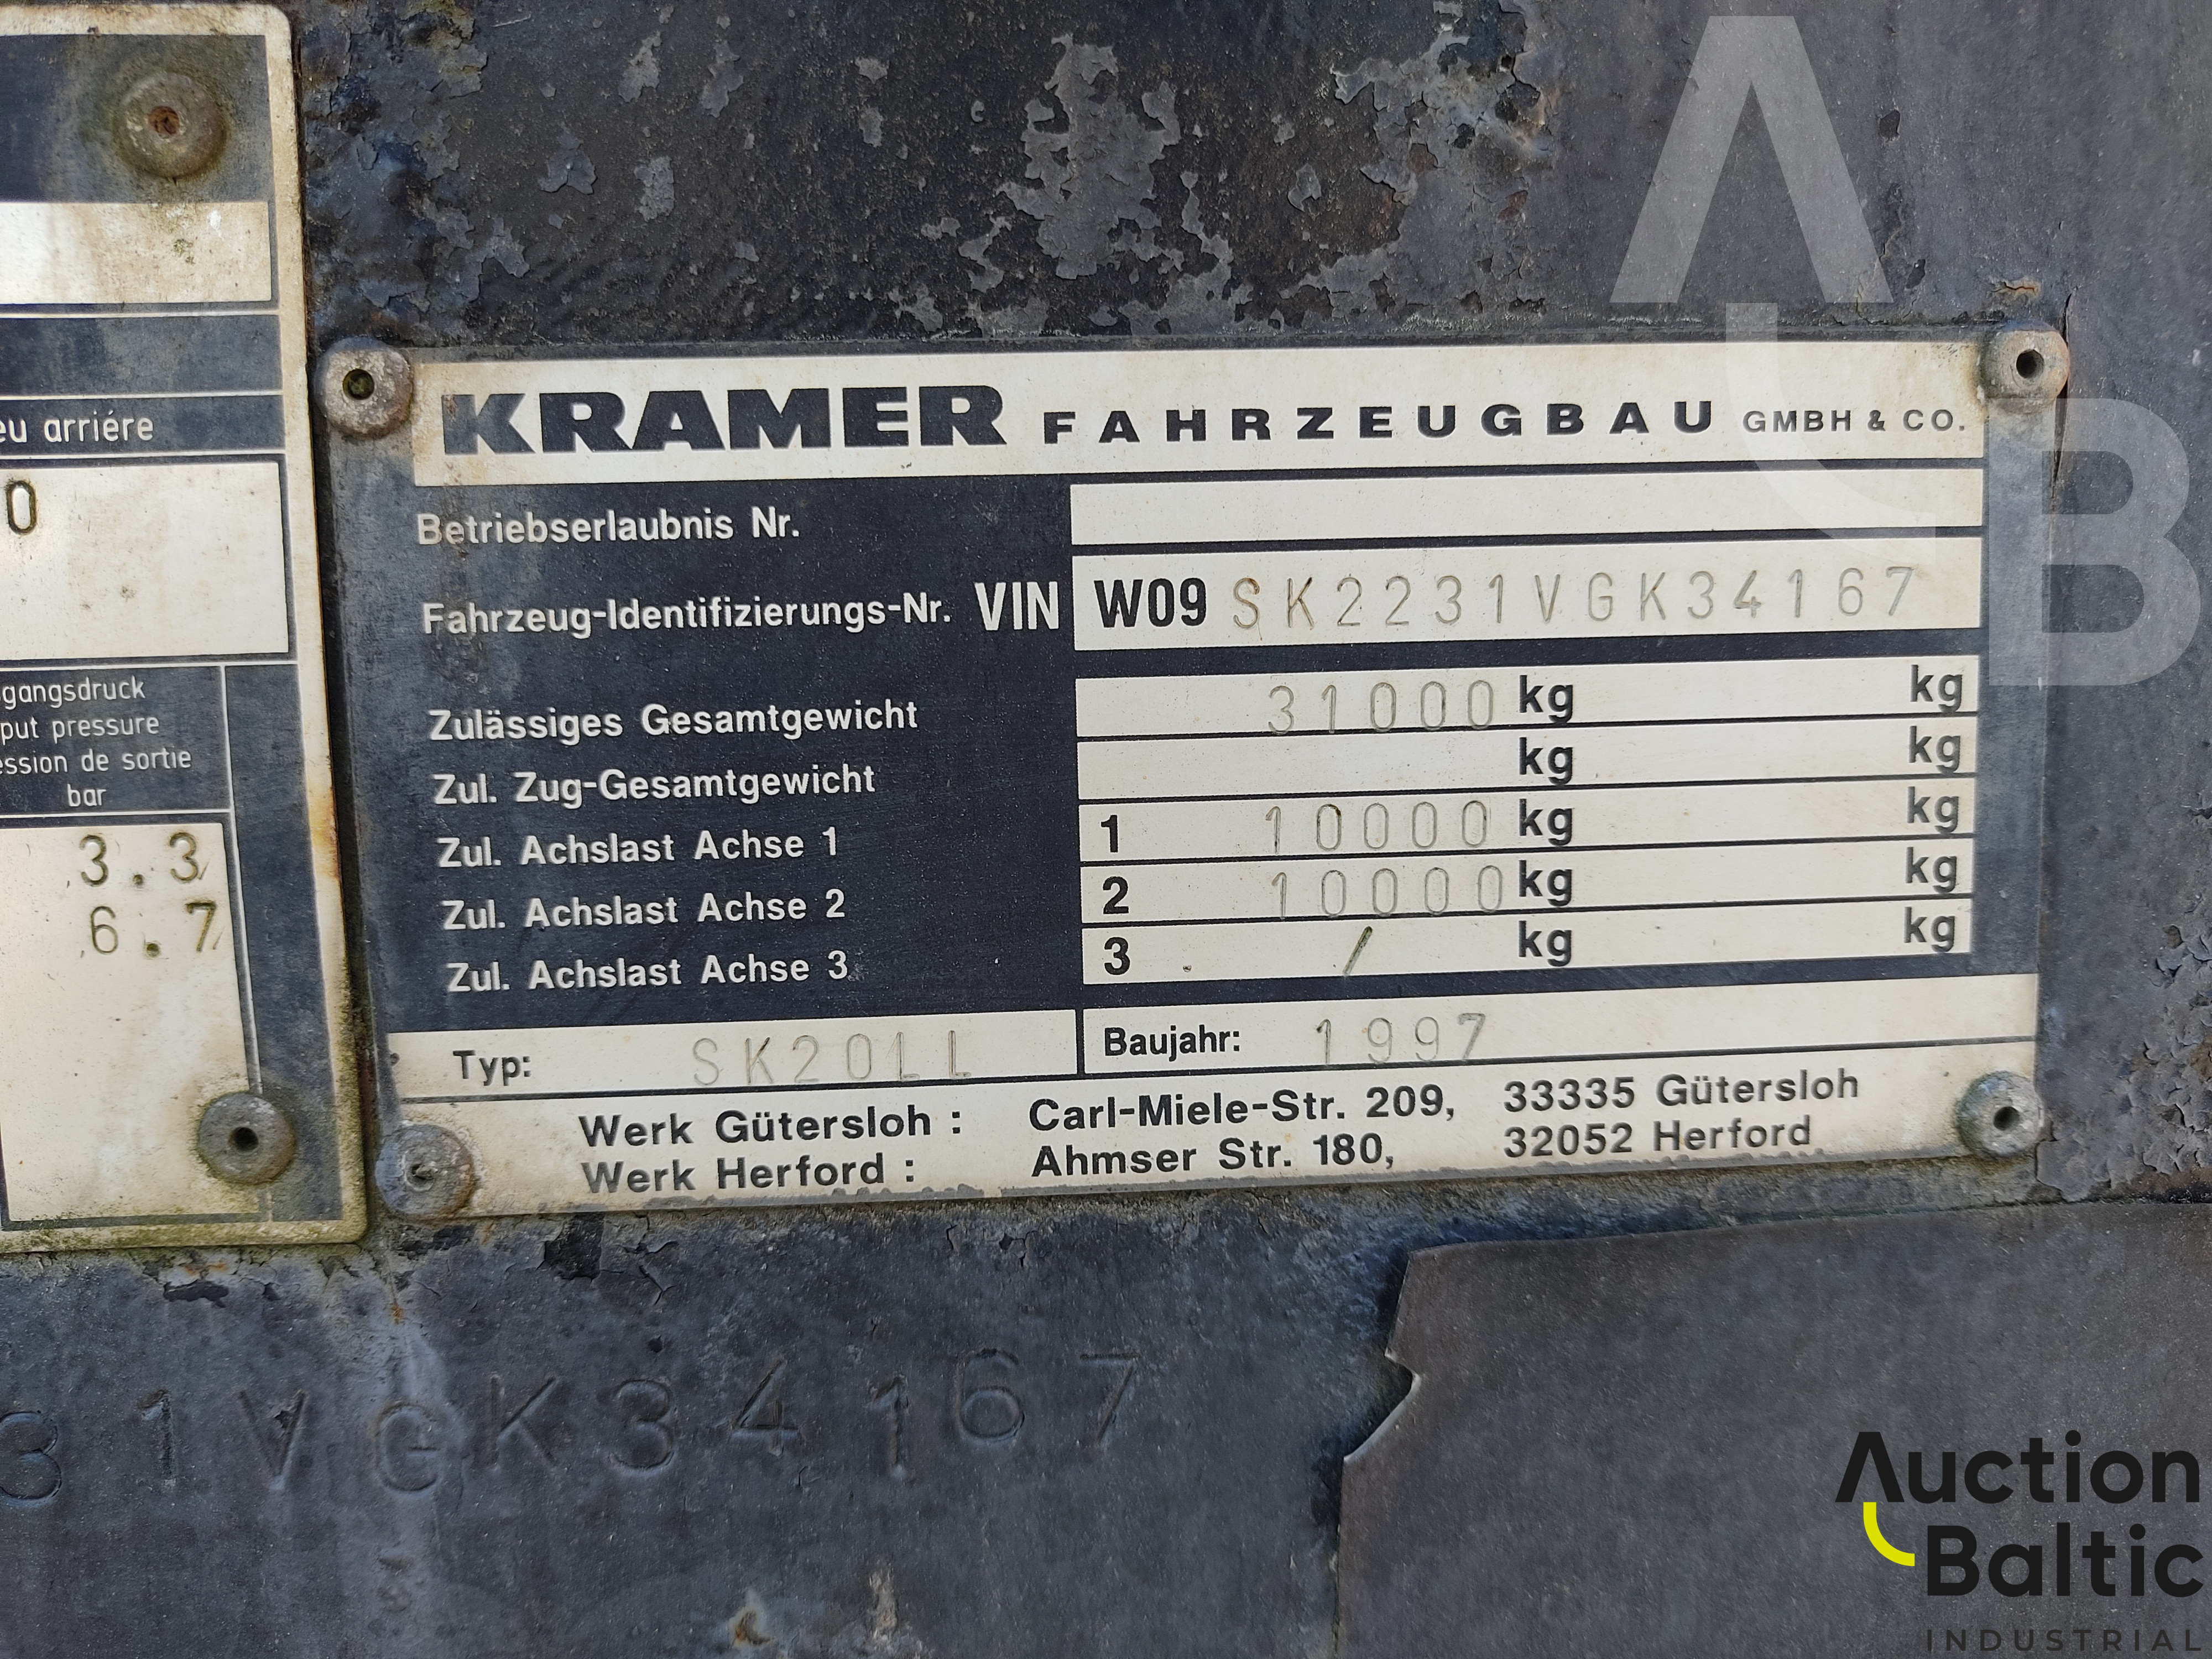 eu arriére
0
gangsdruck
put pressure
ession de sortie
bar
3.3
6.7
KRAMER FAHRZEUGBAU GMBH & CO.
Betriebserlaubnis Nr.
Fahrzeug-Identifizierungs-Nr. VIN W09 SK2231VGK34167
Zulässiges Gesamtgewicht 31000 kg kg
Zul. Zug-Gesamtgewicht kg kg
Zul. Achslast Achse 1 1 10000 kg kg
Zul. Achslast Achse 2 2 10000 kg kg
Zul. Achslast Achse 3 3 / kg kg
Typ: SK20LL Baujahr: 1997
Werk Gütersloh : Carl-Miele-Str. 209, 33335 Gütersloh
Werk Herford : Ahmser Str. 180, 32052 Herford
31VGK34167
AB
Auction
Baltic
INDUSTRIAL